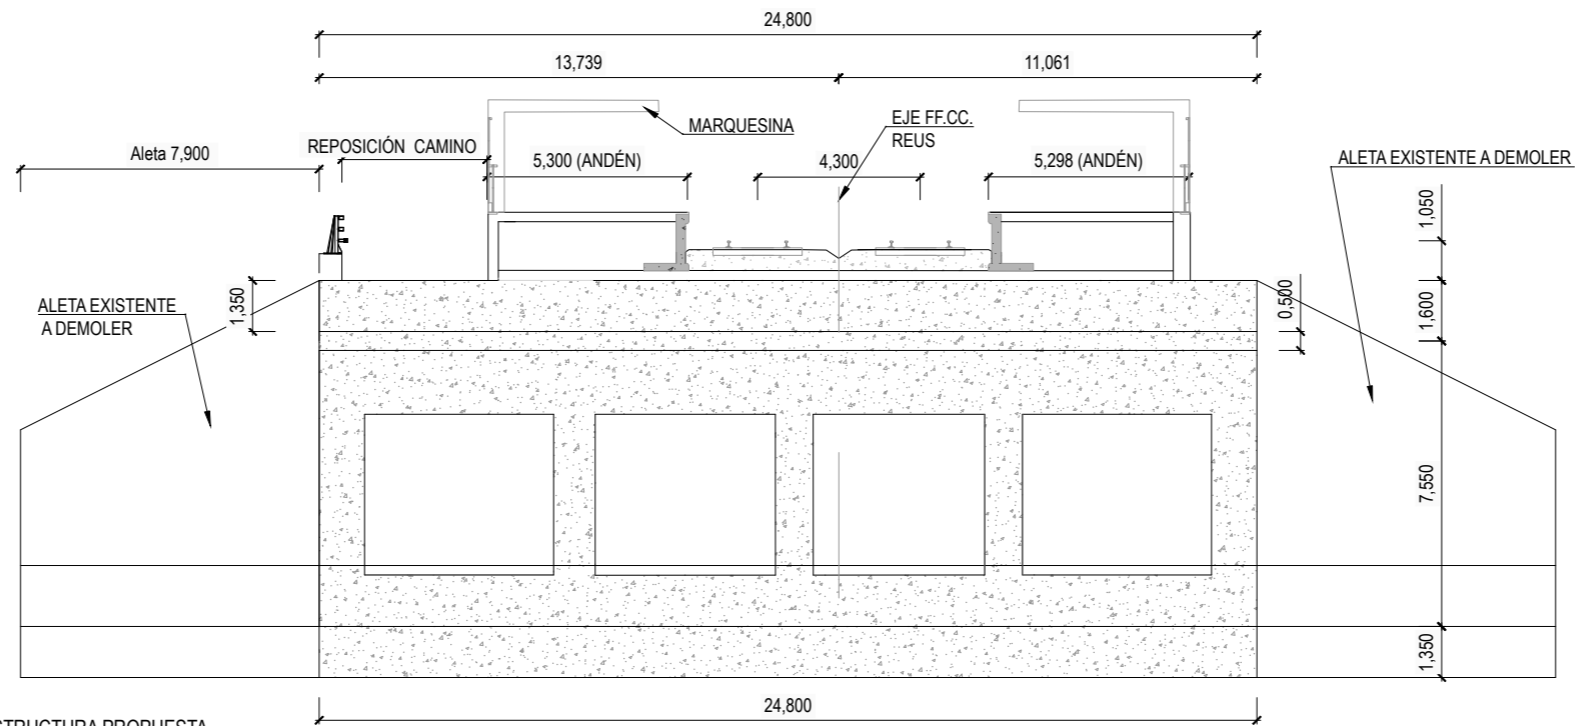 24,800
13,739
11,061
MARQUESINA
EJE FF.CC.
REUS
Aleta 7,900
REPOSICIÓN CAMINO
5,300 (ANDÉN)
4,300
5,298 (ANDÉN)
ALETA EXISTENTE A DEMOLER
1,050
ALETA EXISTENTE
A DEMOLER
1,350
0,500
1,600
7,550
1,350
24,800